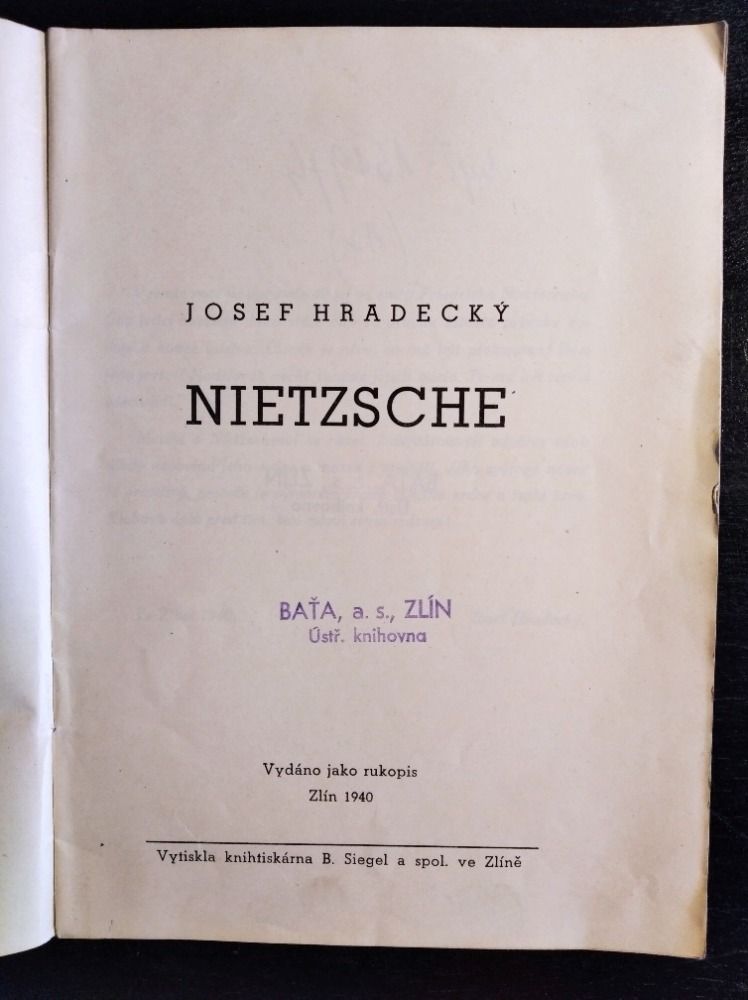 JOSEF HRADECKÝ
NIETZSCHE
BAŤA, a. s., ZLÍN
Ústř. knihovna
Vydáno jako rukopis
Zlín 1940
Vytiskla knihtiskárna B. Siegel a spol. ve Zlíně